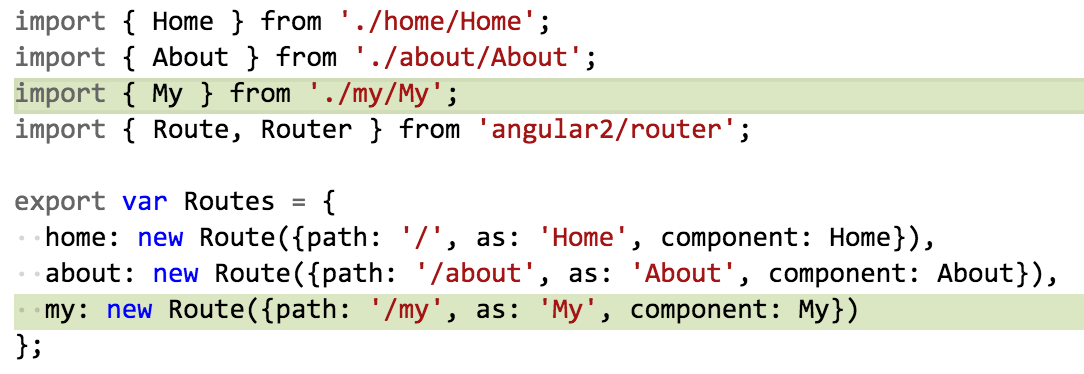 import { Home } from './home/Home';
import { About } from './about/About';
import { My } from './my/My';
import { Route, Router } from 'angular2/router';

export var Routes = {
  home: new Route({path: '/', as: 'Home', component: Home}),
  about: new Route({path: '/about', as: 'About', component: About}),
  my: new Route({path: '/my', as: 'My', component: My})
};